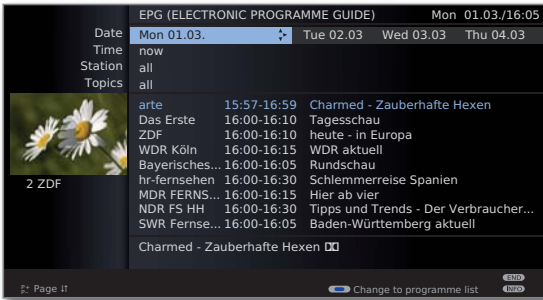 EPG (ELECTRONIC PROGRAMME GUIDE) Mon 01.03./16:05
Date Mon 01.03. Tue 02.03 Wed 03.03 Thu 04.03
Time now
Station all
Topics all
arte 15:57-16:59 Charmed - Zauberhafte Hexen
Das Erste 16:00-16:10 Tagesschau
ZDF 16:00-16:10 heute - in Europa
WDR Köln 16:00-16:15 WDR aktuell
Bayerisches... 16:00-16:05 Rundschau
2 ZDF
hr-fernsehen 16:00-16:30 Schlemmerreise Spanien
MDR FERNS... 16:00-16:15 Hier ab vier
NDR FS HH 16:00-16:30 Tipps und Trends - Der Verbraucher...
SWR Fernse... 16:00-16:05 Baden-Württemberg aktuell
Charmed - Zauberhafte Hexen
END
P+ P- Page ↓↑ Change to programme list INFO